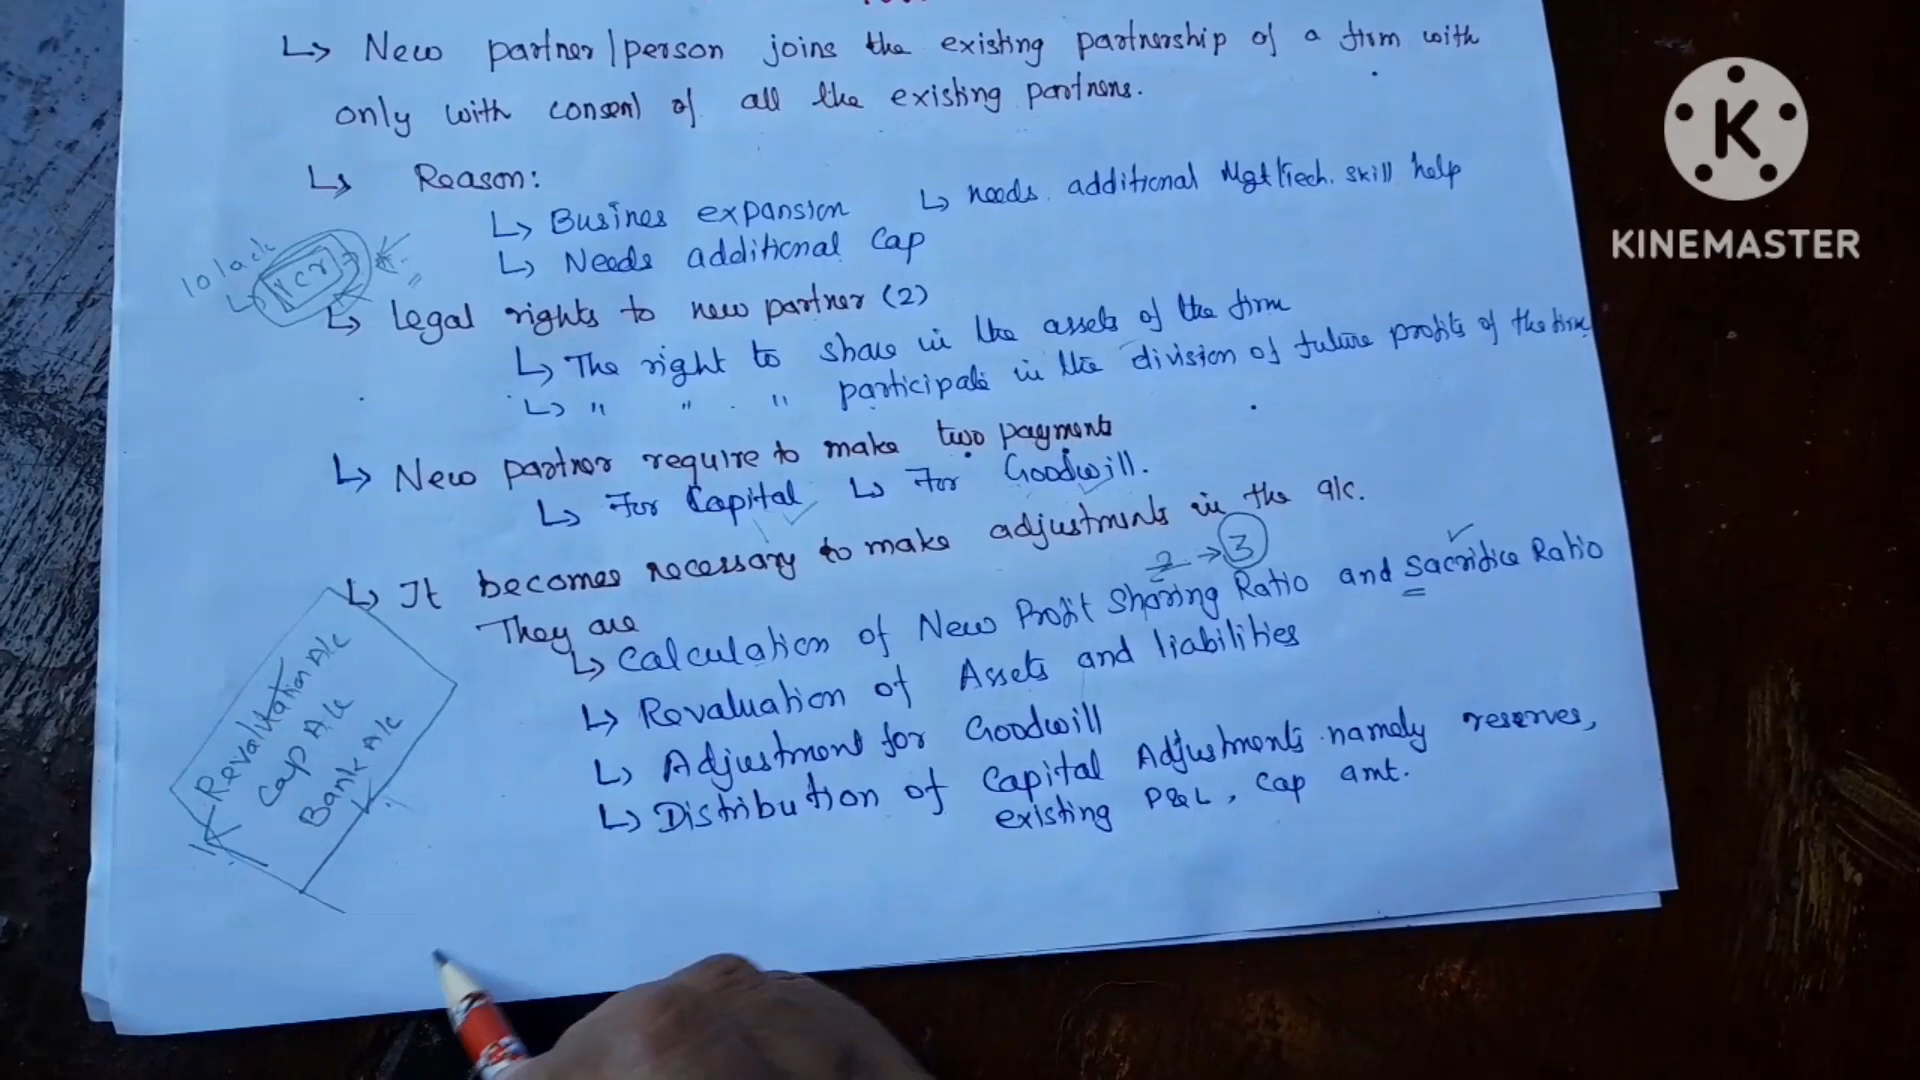 ↳ New partner/person joins the existing partnership of a firm with
only with consent of all the existing partners.
↳ Reason:
↳ Busines expansion ↳ needs additional Mgt/Tech. skill help
↳ Needs additional Cap
10 lack
↳ Legal rights to new partner (2)
↳ The right to share in the assets of the firm
↳ " " " participate in the division of future profits of the firm
↳ New partner require to make two payments
↳ For Capital ↳ For Goodwill.
↳ It becomes necessary to make adjustments in the a/c.
2 → 3
They are
↳ Calculation of New Profit Sharing Ratio and Sacrifice Ratio
↳ Revaluation of Assets and liabilities
↳ Adjustment for Goodwill
↳ Distribution of Capital Adjustments namely reserves,
existing P&L, Cap amt.
Revalutation A/c
Cap A/c
Bank A/c
K
KINEMASTER